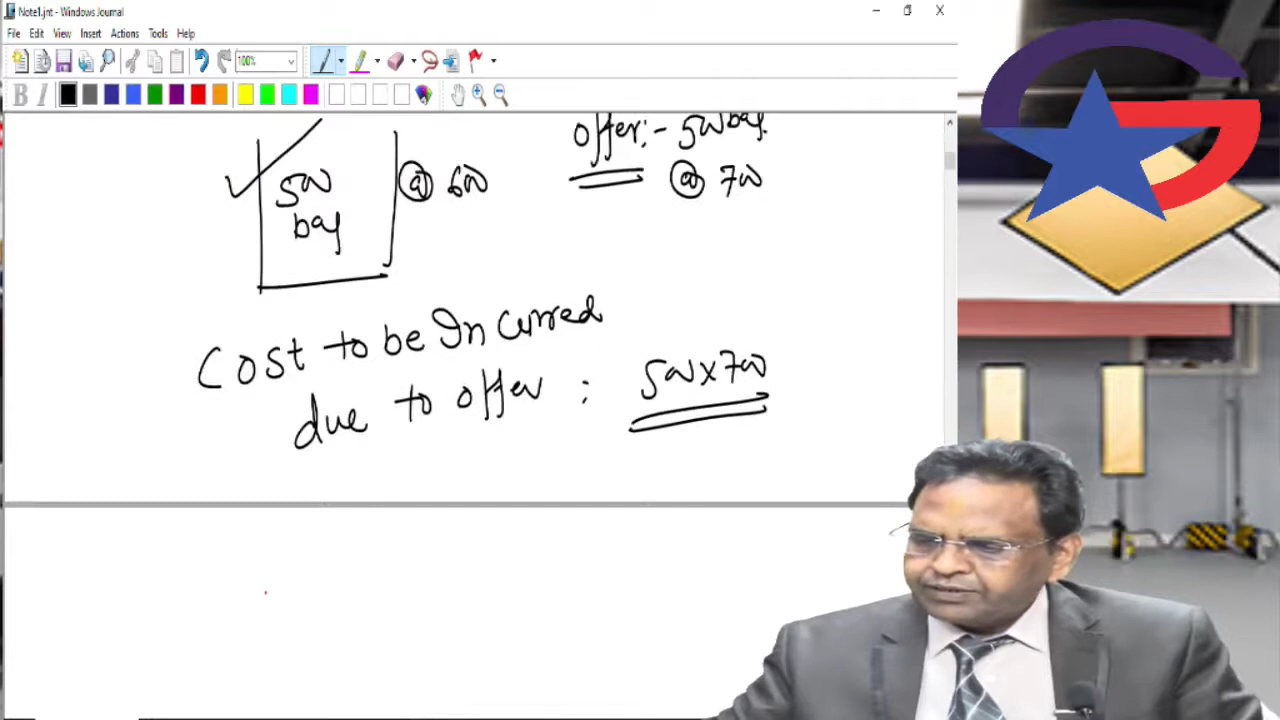 Note1.jnt - Windows Journal
File Edit View Insert Actions Tools Help
100%
B I
offer:- 500 bag.
500 @ 600 @ 700
bag
Cost to be Incurred
due to offer : 500x700